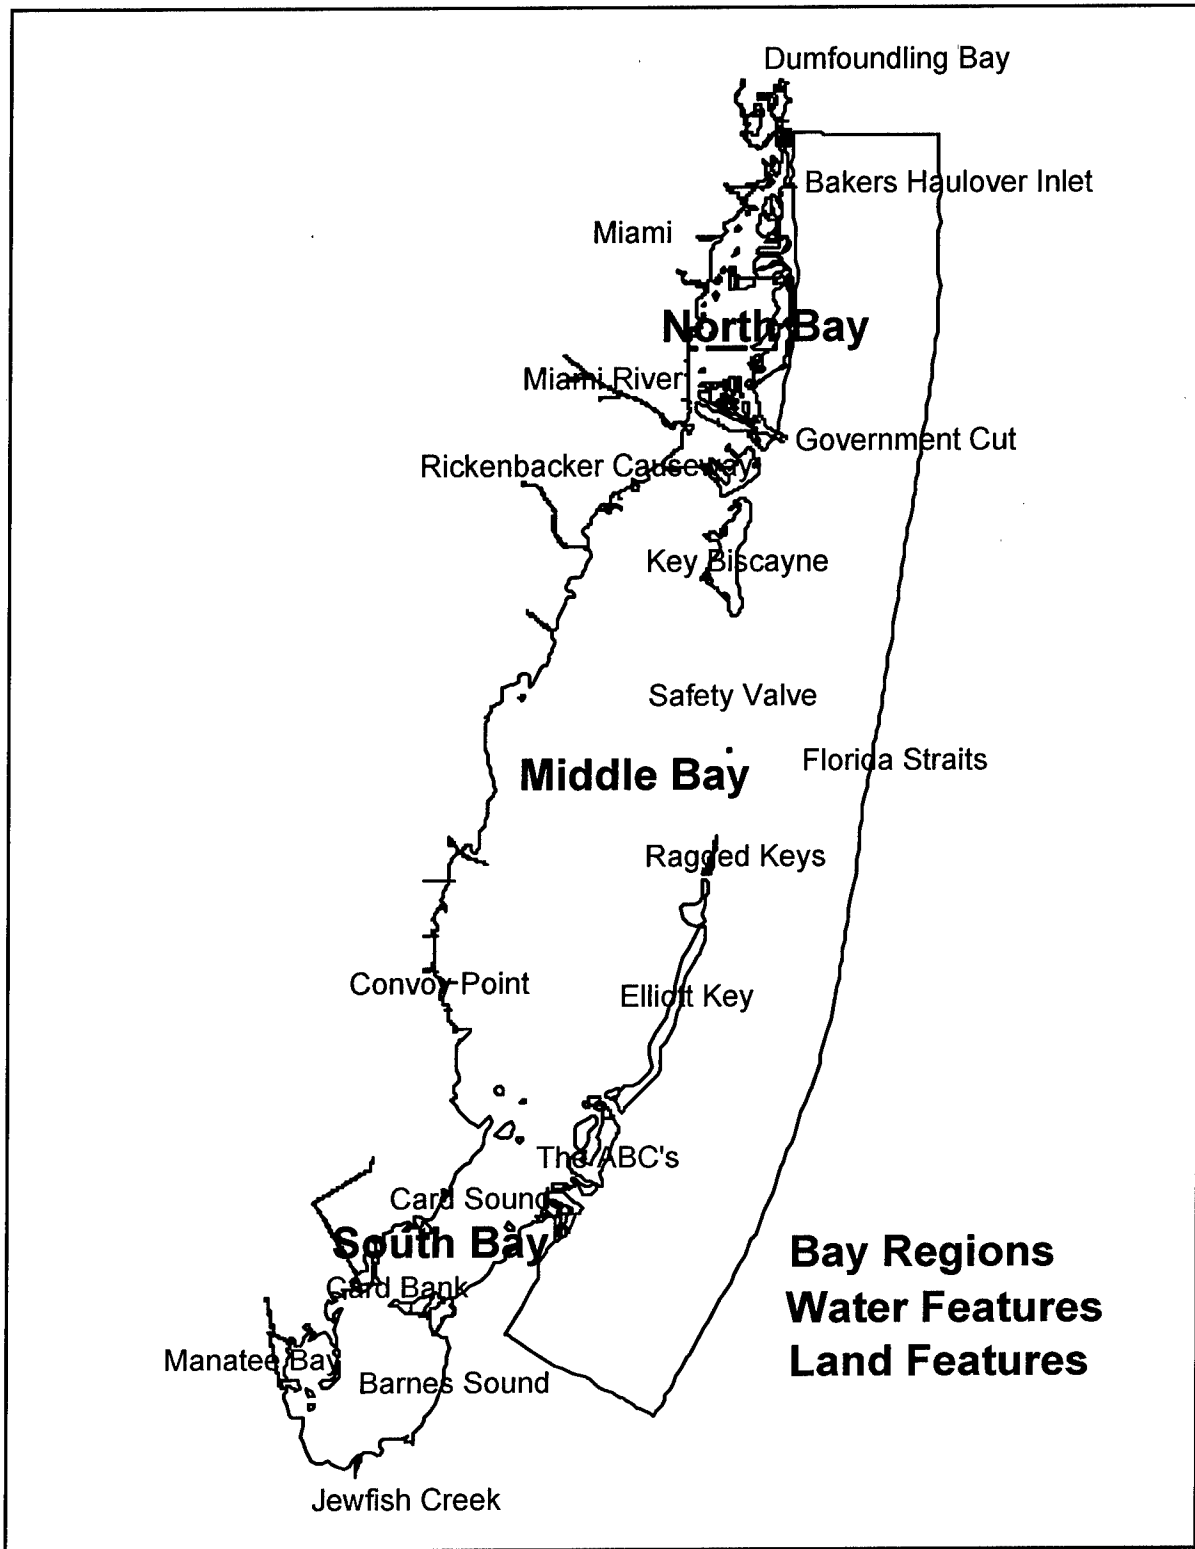 Dumfoundling Bay
Bakers Haulover Inlet
Miami
North Bay
Miami River
Government Cut
Rickenbacker Causeway
Key Biscayne
Safety Valve
Florida Straits
Middle Bay
Ragged Keys
Convoy Point
Elliott Key
The ABC's
Card Sound
South Bay
Bay Regions
Card Bank
Water Features
Manatee Bay
Land Features
Barnes Sound
Jewfish Creek